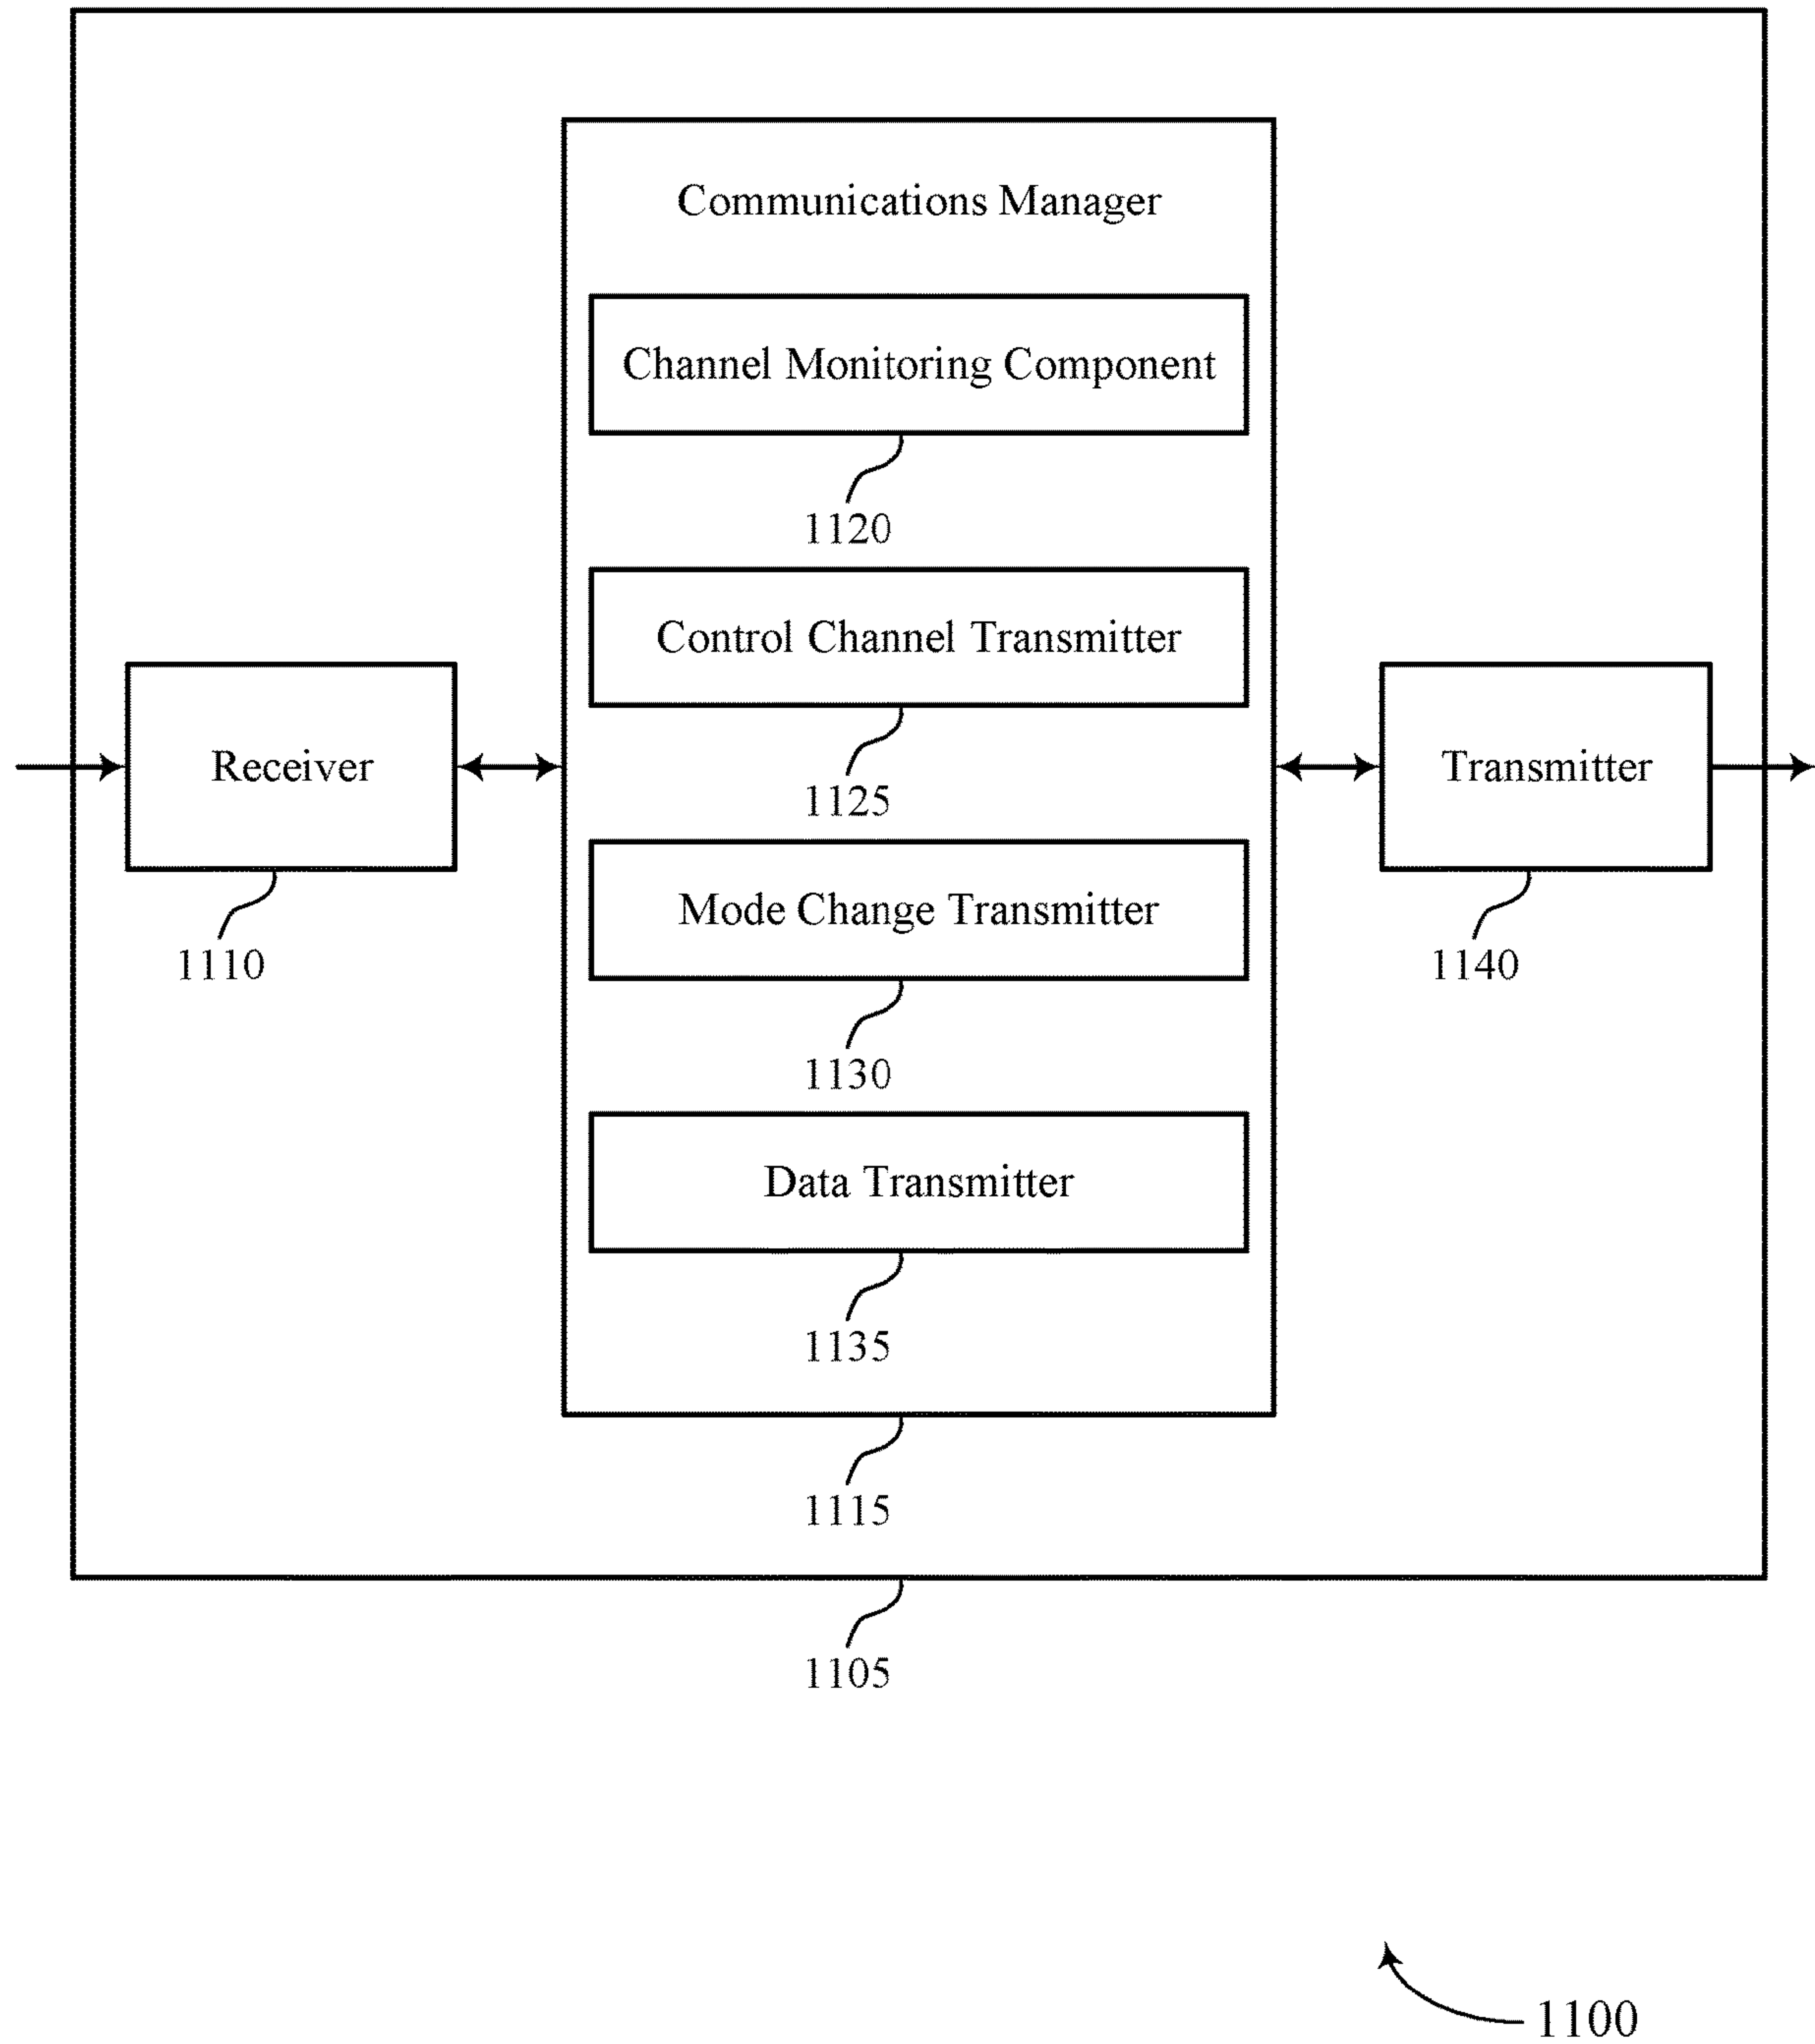 Communications Manager
Channel Monitoring Component
1120
Control Channel Transmitter
1125
Receiver
1110
Transmitter
1140
Mode Change Transmitter
1130
Data Transmitter
1135
1115
1105
1100